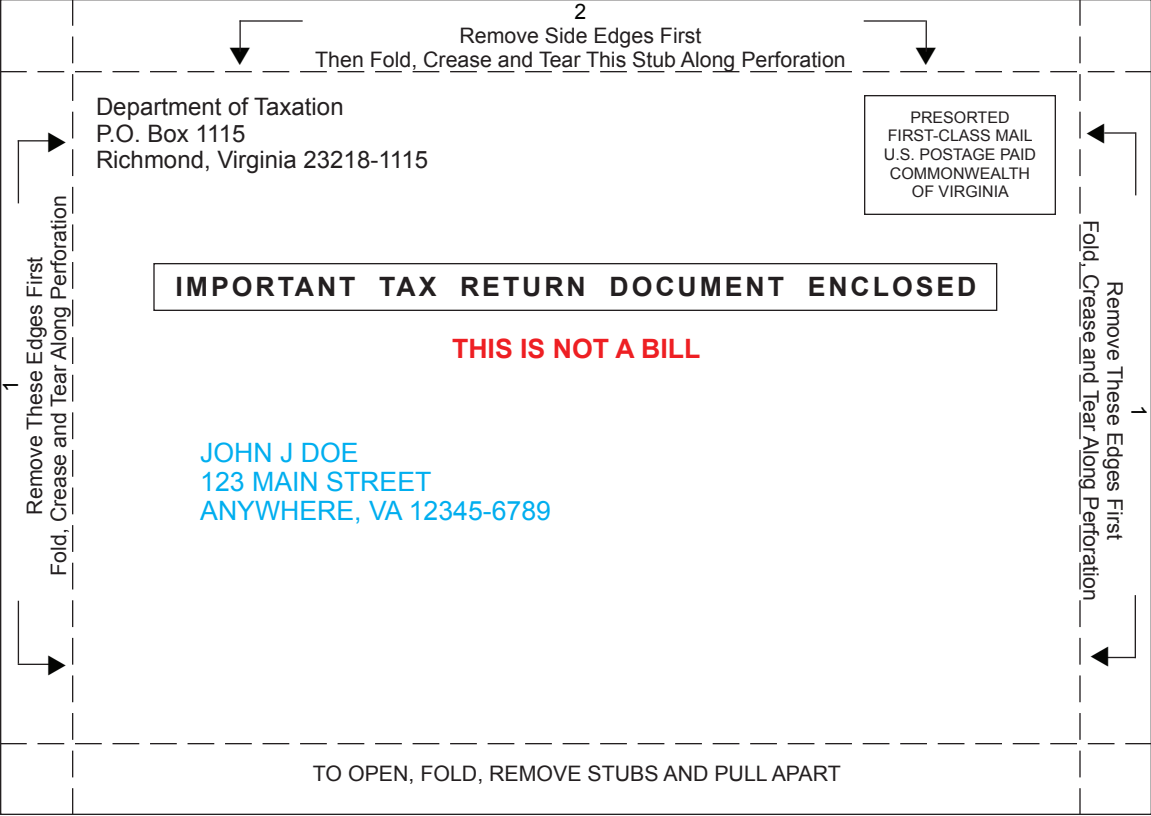 2
Remove Side Edges First
Then Fold, Crease and Tear This Stub Along Perforation
Department of Taxation
P.O. Box 1115
Richmond, Virginia 23218-1115
PRESORTED
FIRST-CLASS MAIL
U.S. POSTAGE PAID
COMMONWEALTH
OF VIRGINIA
1
Remove These Edges First
Fold, Crease and Tear Along Perforation
IMPORTANT TAX RETURN DOCUMENT ENCLOSED
THIS IS NOT A BILL
JOHN J DOE
123 MAIN STREET
ANYWHERE, VA 12345-6789
1
Remove These Edges First
Fold, Crease and Tear Along Perforation
TO OPEN, FOLD, REMOVE STUBS AND PULL APART